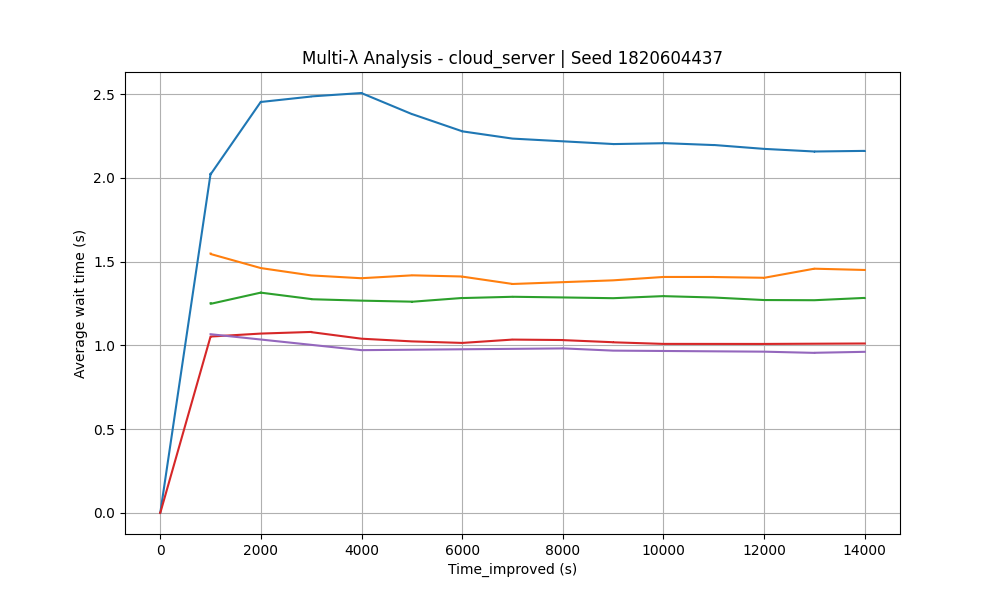 Multi-λ Analysis - cloud_server | Seed 1820604437
Average wait time (s)
2.5
2.0
1.5
1.0
0.5
0.0
0 2000 4000 6000 8000 10000 12000 14000
Time_improved (s)